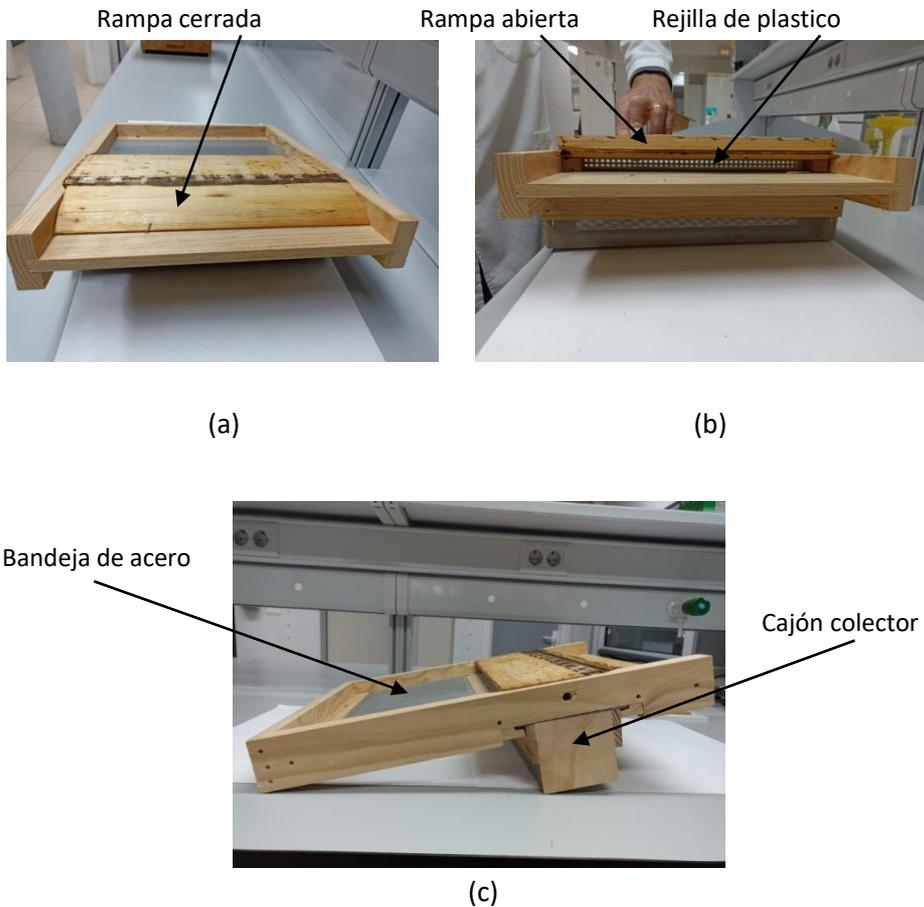 Rampa cerrada
Rampa abierta
Rejilla de plastico
(a)
(b)
Bandeja de acero
Cajón colector
(c)